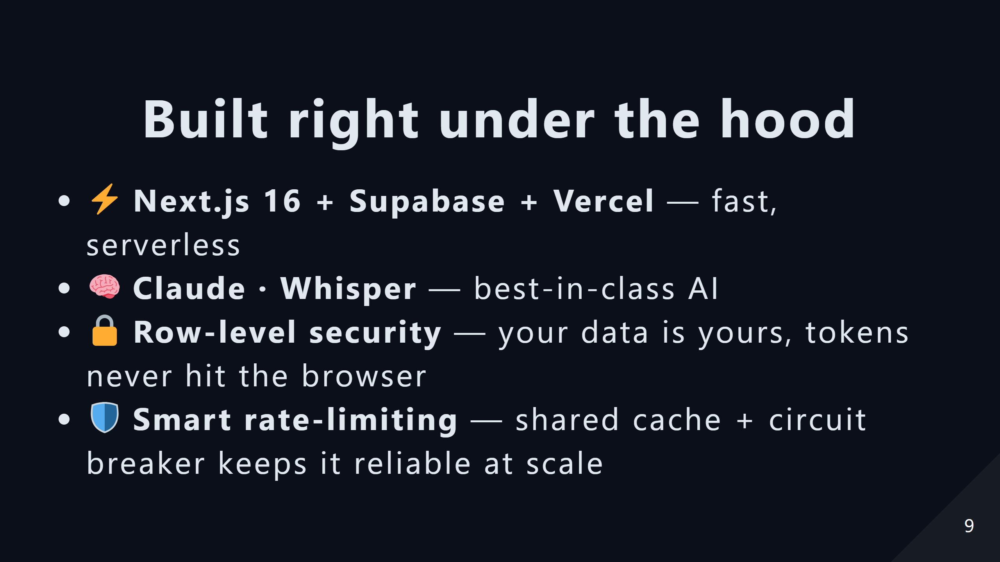 Built right under the hood
• ⚡ Next.js 16 + Supabase + Vercel — fast,
serverless
• 🧠 Claude · Whisper — best-in-class AI
• 🔒 Row-level security — your data is yours, tokens
never hit the browser
• 🛡️ Smart rate-limiting — shared cache + circuit
breaker keeps it reliable at scale
9